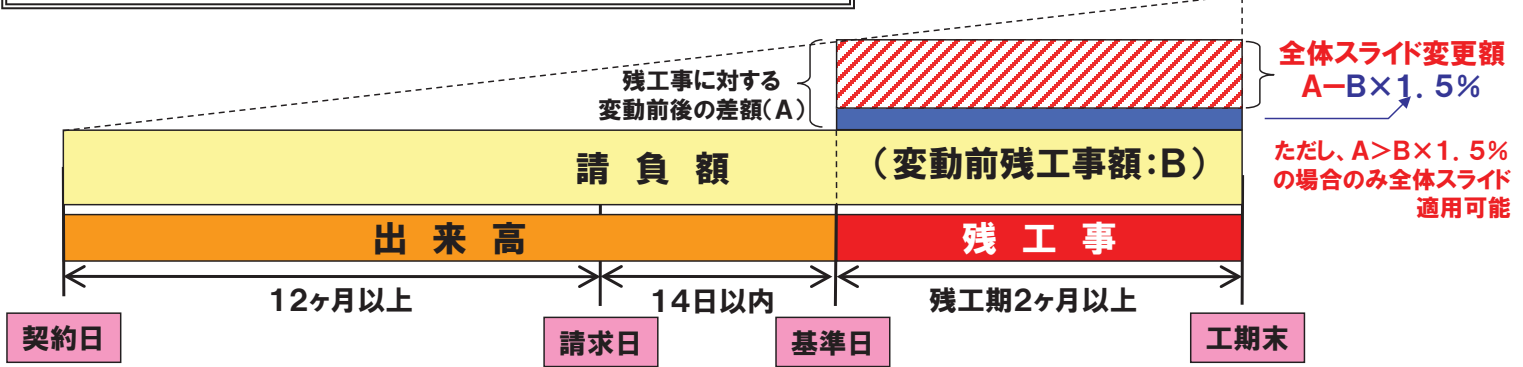 残工事に対する
変動前後の差額(A)
全体スライド変更額
A－B×1.5%
請負額
(変動前残工事額:B)
ただし、A>B×1.5%
の場合のみ全体スライド
適用可能
出来高
残工事
12ヶ月以上
14日以内
残工期2ヶ月以上
契約日
請求日
基準日
工期末